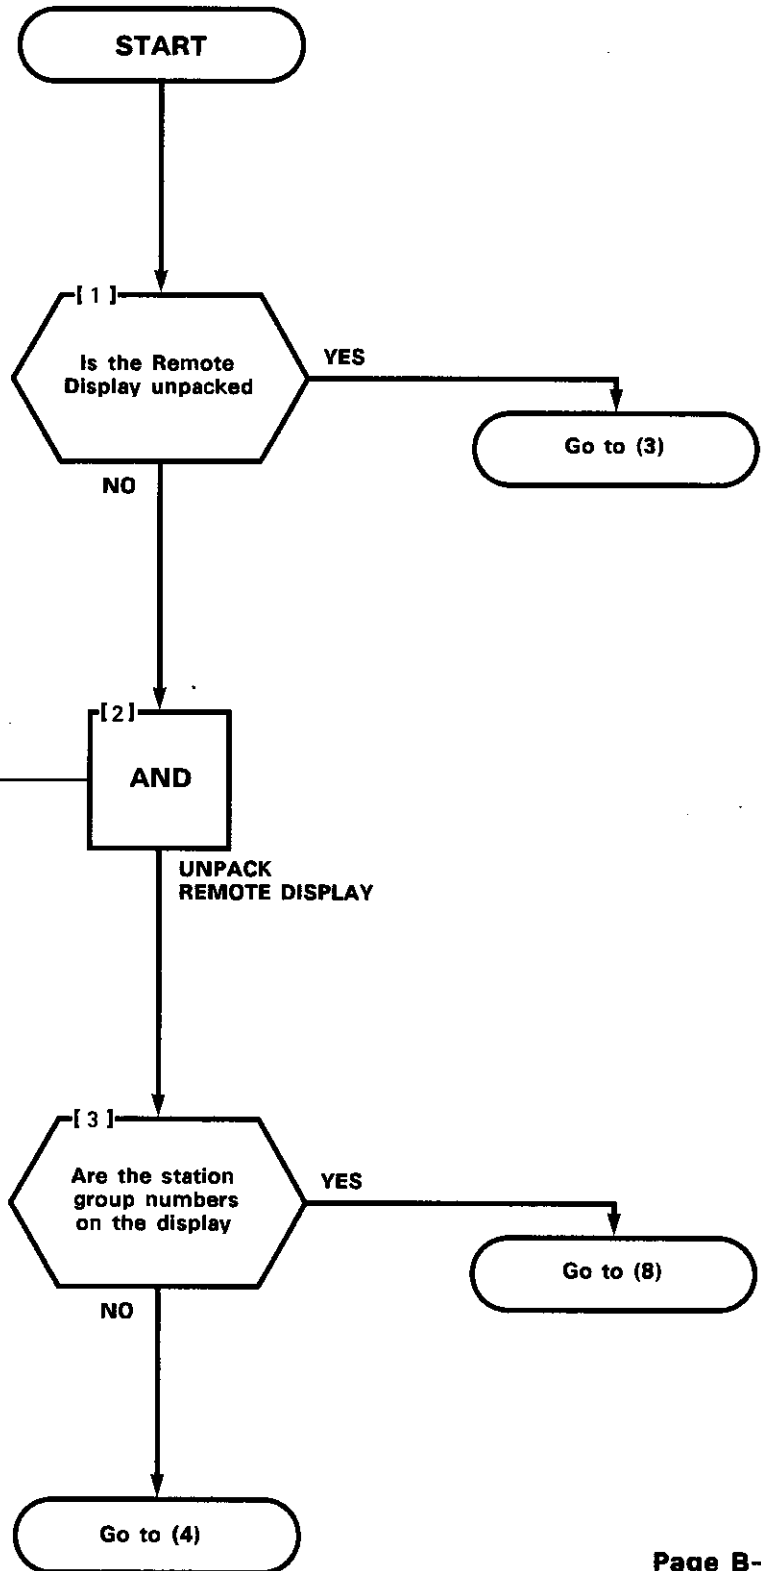 START
[ 1 ]
Is the Remote
Display unpacked
YES
Go to (3)
NO
[2]
AND
UNPACK
REMOTE DISPLAY
[ 3 ]
Are the station
group numbers
on the display
YES
Go to (8)
NO
Go to (4)
Page B-